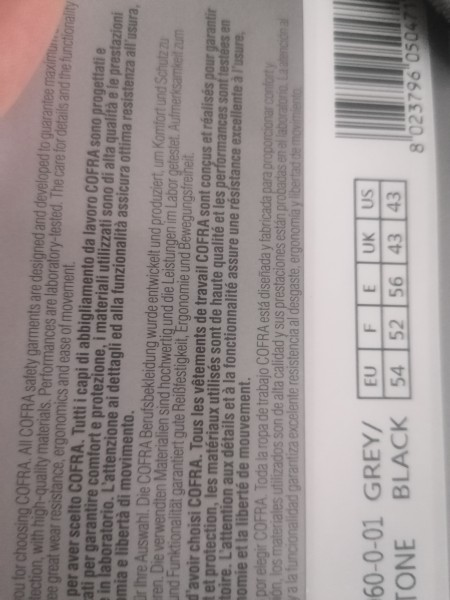 ou for choosing COFRA. All COFRA safety garments are designed and developed to guarantee maximum
tection, with high-quality materials. Performances are laboratory-tested. The care for details and the functionality
ee great wear resistance, ergonomics and ease of movement.
per aver scelto COFRA. Tutti i capi di abbigliamento da lavoro COFRA sono progettati e
ati per garantire comfort e protezione, i materiali utilizzati sono di alta qualità e le prestazioni
e in laboratorio. L'attenzione ai dettagli ed alla funzionalità assicura ottima resistenza all'usura,
mia e libertà di movimento.
ür Ihre Auswahl. Die COFRA Berufsbekleidung wurde entwickelt und produziert, um Komfort und Schutz zu
ren. Die verwendeten Materialien sind hochwertig und die Leistungen im Labor getestet. Aufmerksamkeit zum
und Funktionalität garantiert gute Reißfestigkeit, Ergonomie und Bewegungsfreiheit.
d'avoir choisi COFRA. Tous les vêtements de travail COFRA sont conçus et réalisés pour garantir
t et protection, les matériaux utilisés sont de haute qualité et les performances sont testées en
toire. L'attention aux détails et à la fonctionnalité assure une résistance excellente à l'usure,
nomie et la liberté de mouvement.
por elegir COFRA. Toda la ropa de trabajo COFRA está diseñada y fabricada para proporcionar confort y
ón, los materiales utilizados son de alta calidad y sus prestaciones están probadas en el laboratorio. La atención al
y a la funcionalidad garantiza excelente resistencia al desgaste, ergonomía y libertad de movimiento.
60-0-01 GREY/
TONE BLACK
EU F E UK US
54 52 56 43 43
8 023796 050471